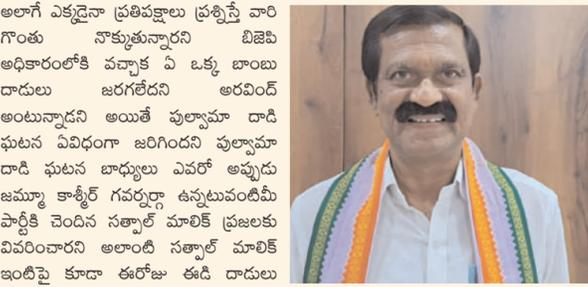 అలాగే ఎక్కడైనా ప్రతిపక్షాలు ప్రశ్నిస్తే వారి
గొంతు నొక్కుతున్నారని బిజెపి
అధికారంలోకి వచ్చాక ఏ ఒక్క బాంబు
దాడులు జరగలేదని అరవింద్
అంటున్నాడని అయితే పుల్వామా దాడి
ఘటన ఏవిధంగా జరిగిందని పుల్వామా
దాడి ఘటన బాధ్యులు ఎవరో అప్పుడు
జమ్మూ కాశ్మీర్ గవర్నర్గా ఉన్నటువంటిమీ
పార్టీకి చెందిన సత్పాల్ మాలిక్ ప్రజలకు
వివరించారని అలాంటి సత్పాల్ మాలిక్
ఇంటిపై కూడా ఈరోజు ఈడి దాడులు